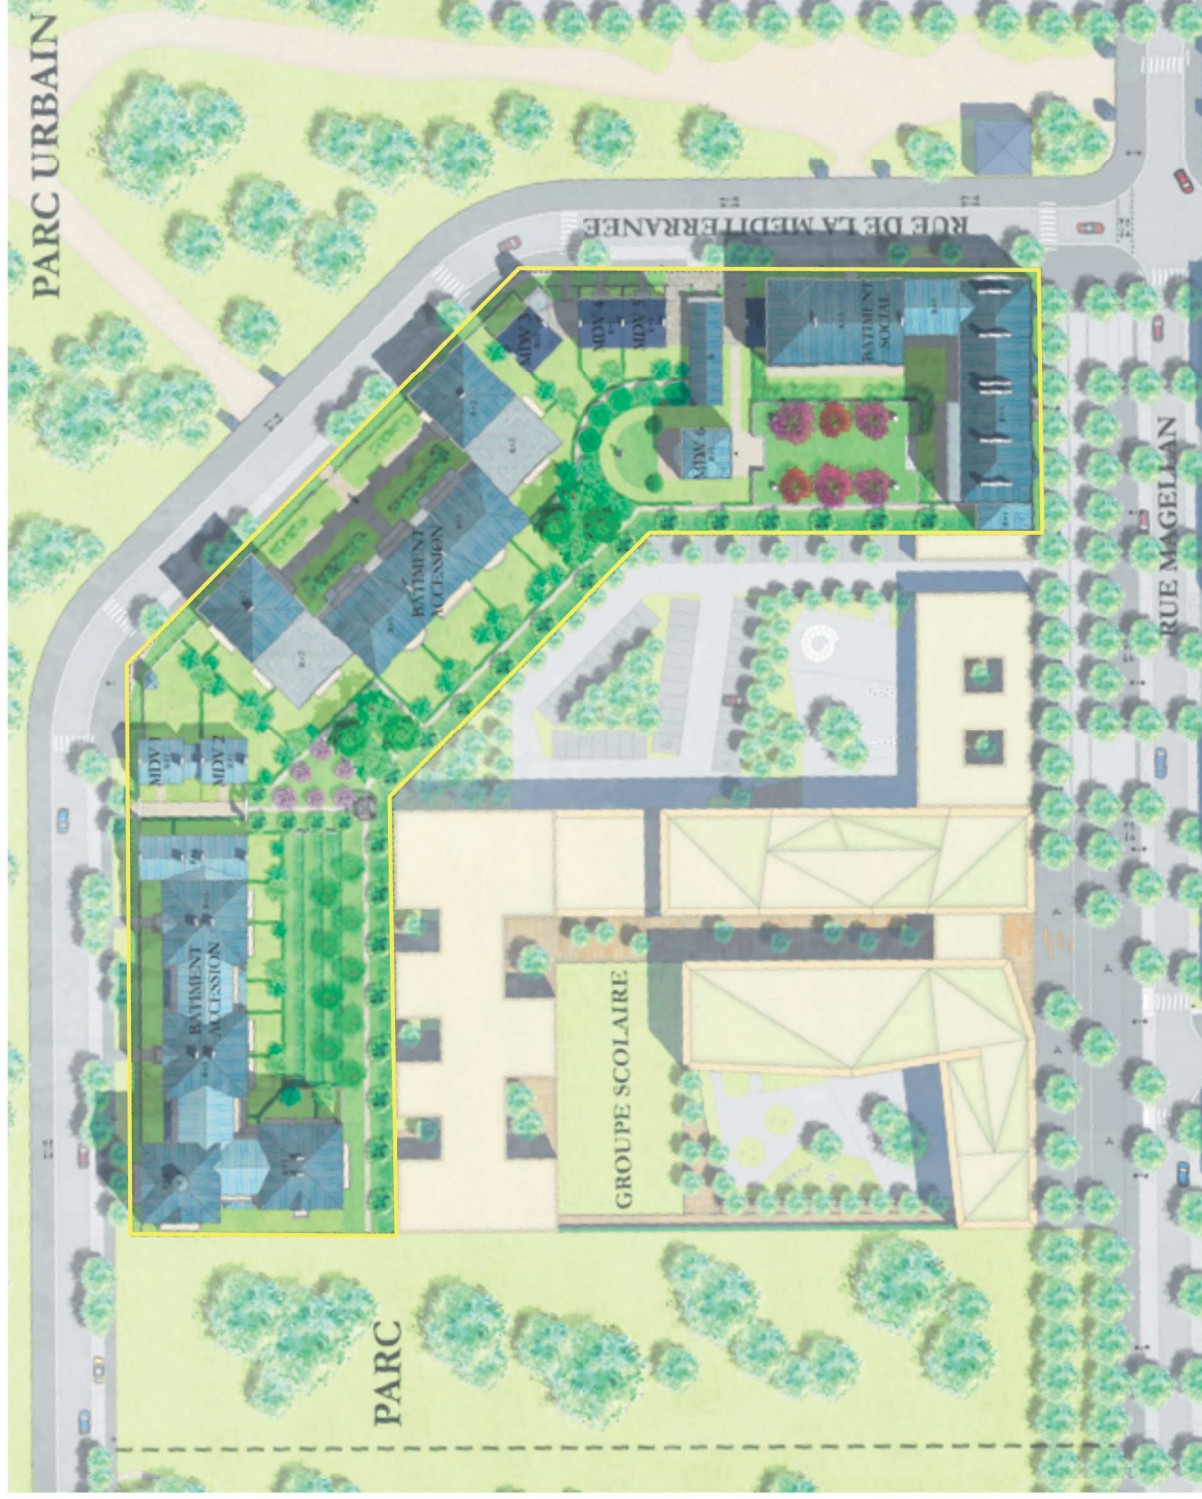 PARC URBAIN
RUE DE LA MEDITERRANEE
MDV 3
MDV 4
MDV 5
BATIMENT
SOCIAL
MDV 6
BATIMENT
ACCESSION
RUE MAGELLAN
MDV 1
MDV 2
BATIMENT
ACCESSION
GROUPE SCOLAIRE
PARC